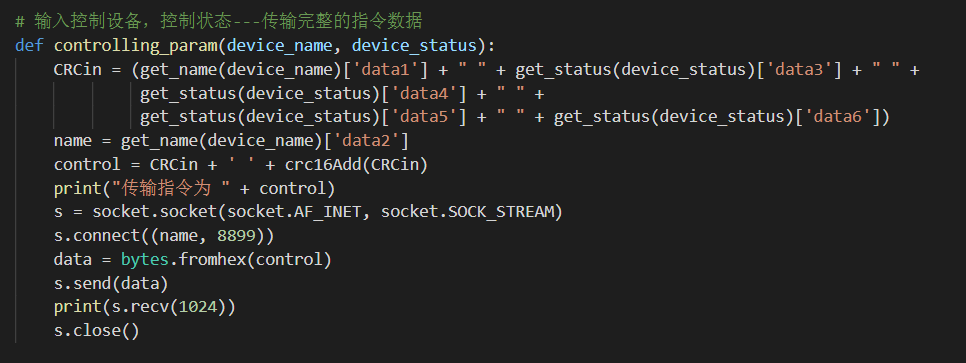 # 输入控制设备，控制状态---传输完整的指令数据
def controlling_param(device_name, device_status):
    CRCin = (get_name(device_name)['data1'] + " " + get_status(device_status)['data3'] + " " +
             get_status(device_status)['data4'] + " " +
             get_status(device_status)['data5'] + " " + get_status(device_status)['data6'])
    name = get_name(device_name)['data2']
    control = CRCin + ' ' + crc16Add(CRCin)
    print("传输指令为 " + control)
    s = socket.socket(socket.AF_INET, socket.SOCK_STREAM)
    s.connect((name, 8899))
    data = bytes.fromhex(control)
    s.send(data)
    print(s.recv(1024))
    s.close()